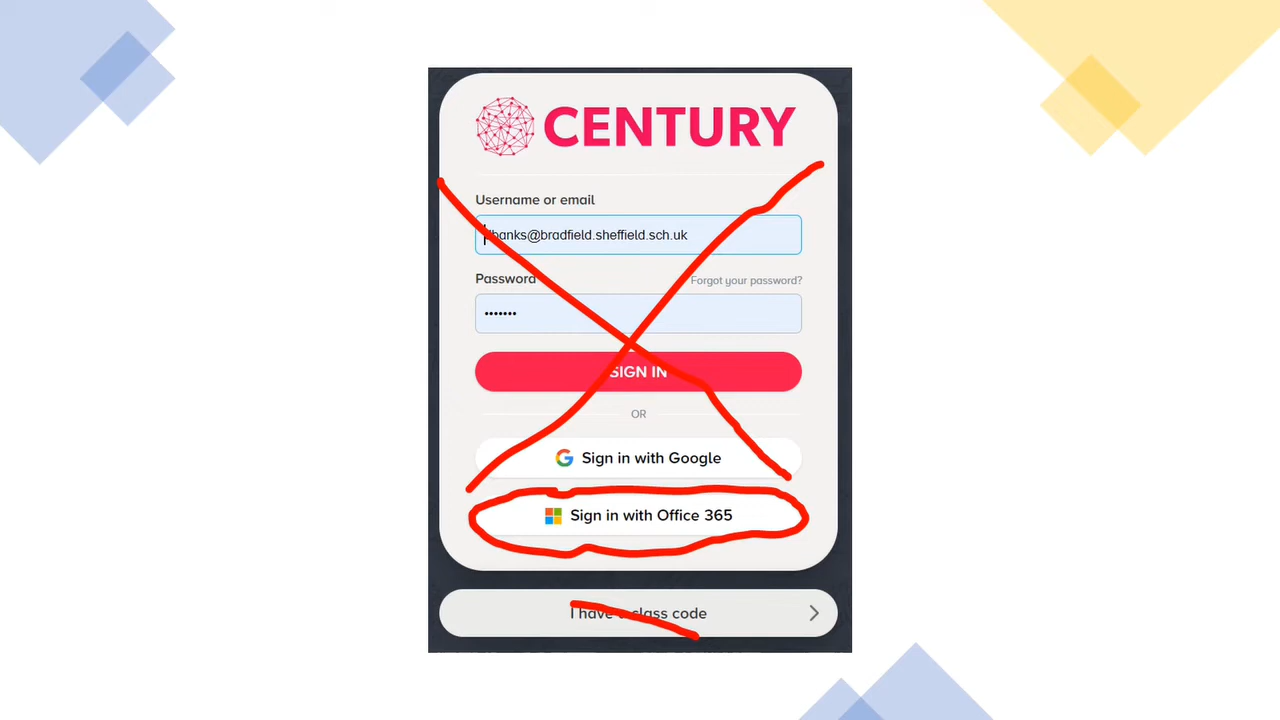 CENTURY
Username or email
banks@bradfield.sheffield.sch.uk
Password
Forgot your password?
•••••••
SIGN IN
OR
Sign in with Google
Sign in with Office 365
I have a class code